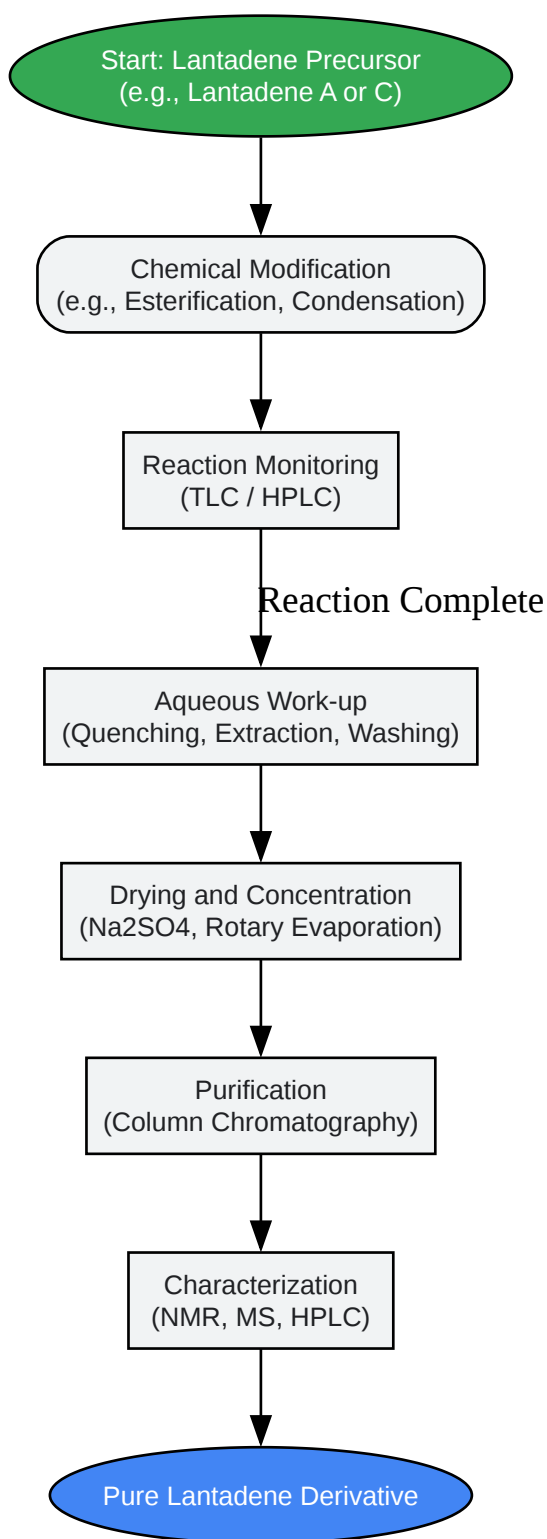 Start: Lantadene Precursor
(e.g., Lantadene A or C)
Chemical Modification
(e.g., Esterification, Condensation)
Reaction Monitoring
(TLC / HPLC)
Reaction Complete
Aqueous Work-up
(Quenching, Extraction, Washing)
Drying and Concentration
(Na2SO4, Rotary Evaporation)
Purification
(Column Chromatography)
Characterization
(NMR, MS, HPLC)
Pure Lantadene Derivative